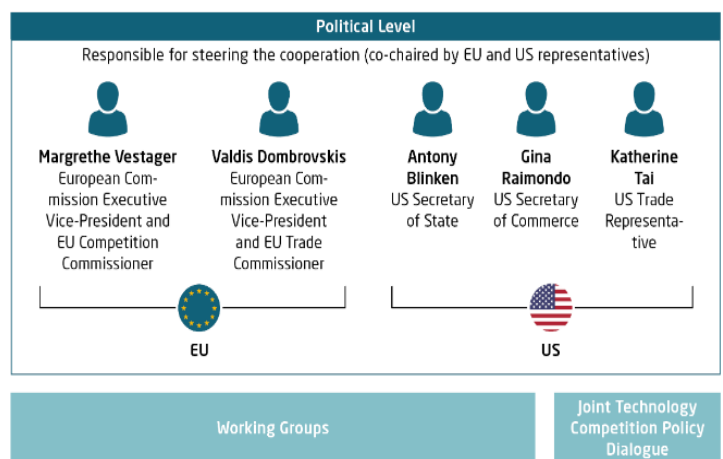 Political Level
Responsible for steering the cooperation (co-chaired by EU and US representatives)
Margrethe Vestager
European Com-
mission Executive
Vice-President and
EU Competition
Commissioner
Valdis Dombrovskis
European Com-
mission Executive
Vice-President
and EU Trade
Commissioner
Antony
Blinken
US Secretary
of State
Gina
Raimondo
US Secretary
of Commerce
Katherine
Tai
US Trade
Representa-
tive
EU
US
Working Groups
Joint Technology
Competition Policy
Dialogue